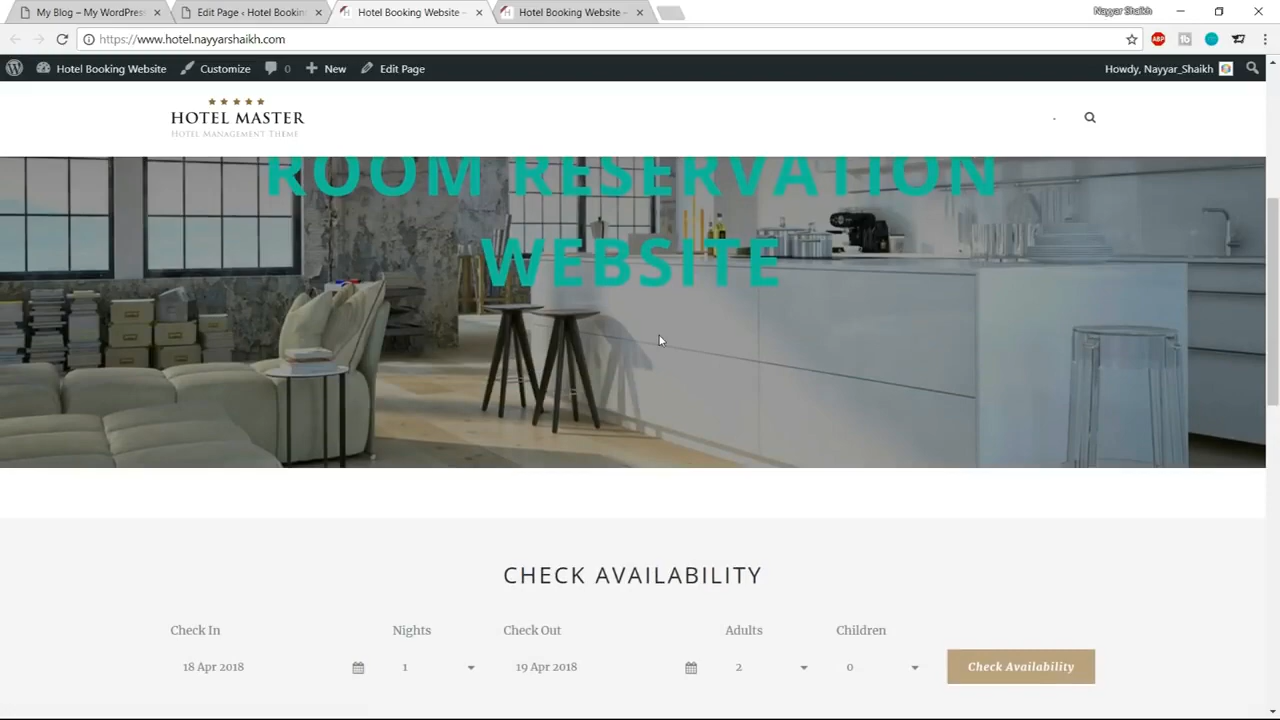 My Blog – My WordPress
Edit Page ‹ Hotel Bookin
Hotel Booking Website –
Hotel Booking Website –
Nayyar Shaikh
https://www.hotel.nayyarshaikh.com
ABP
Hotel Booking Website
Customize
0
New
Edit Page
Howdy, Nayyar_Shaikh
HOTEL MASTER
HOTEL MANAGEMENT THEME
ROOM RESERVATION
WEBSITE
CHECK AVAILABILITY
Check In
Nights
Check Out
Adults
Children
18 Apr 2018
1
19 Apr 2018
2
0
Check Availability